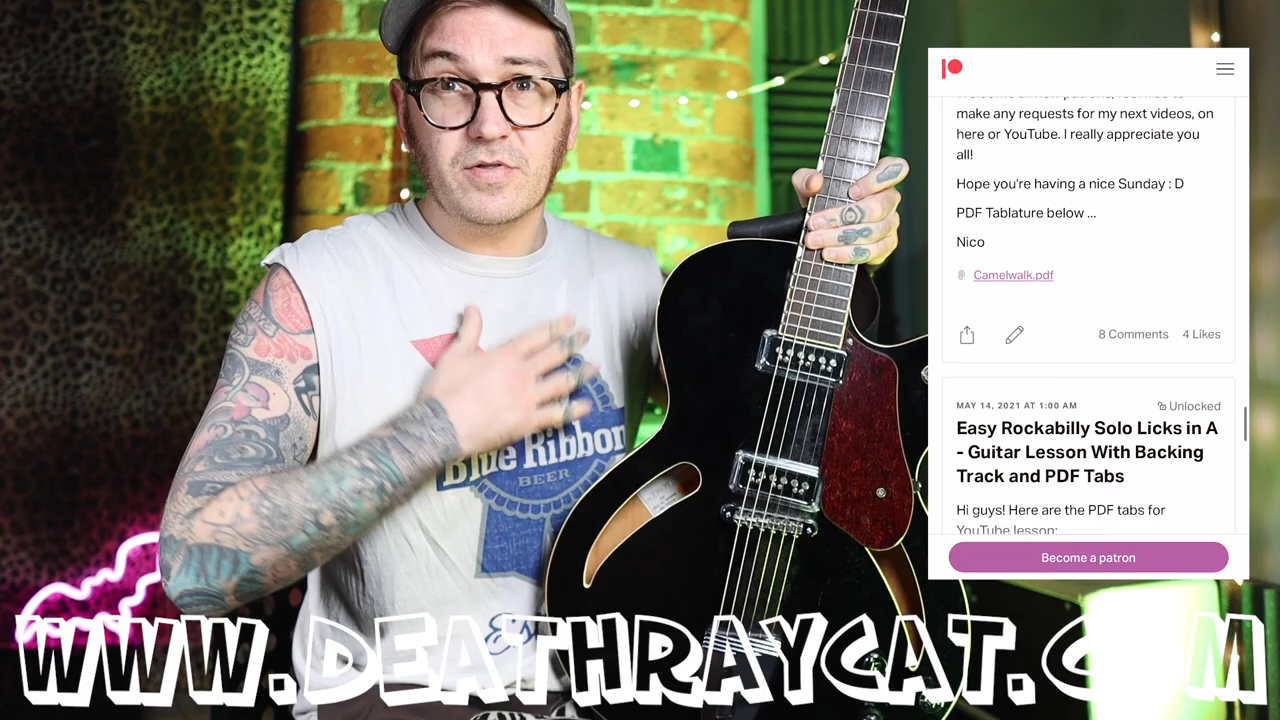 make any requests for my next videos, on
here or YouTube. I really appreciate you
all!
Hope you're having a nice Sunday : D
PDF Tablature below ...
Nico
Camelwalk.pdf
8 Comments 4 Likes
MAY 14, 2021 AT 1:00 AM
Unlocked
Easy Rockabilly Solo Licks in A
- Guitar Lesson With Backing
Track and PDF Tabs
Hi guys! Here are the PDF tabs for
YouTube lesson:
Become a patron
Blue Ribbon
BEER
WWW.DEATHRAYCAT.COM